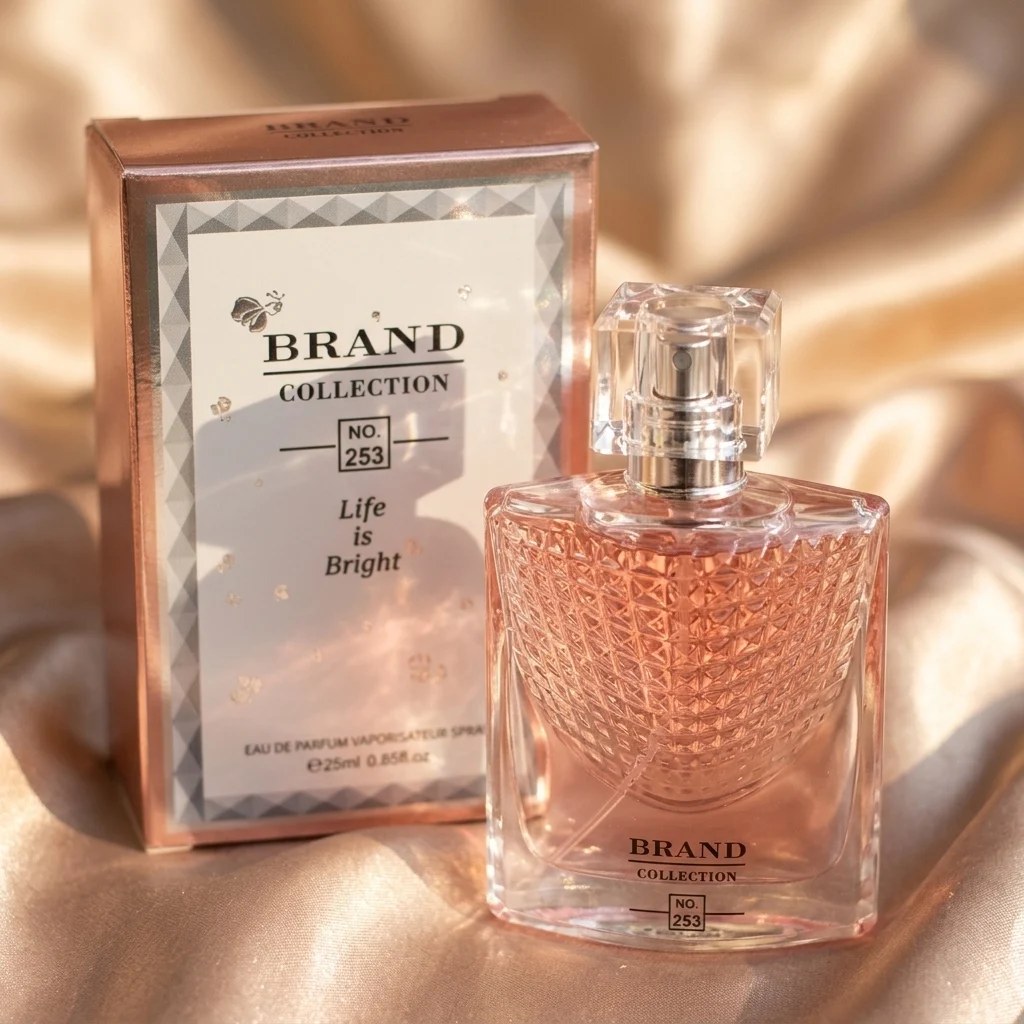 BRAND
COLLECTION
BRAND
COLLECTION
NO.
253
Life
is
Bright
EAU DE PARFUM VAPORISATEUR
℮25ml 0.85fl.oz
BRAND
COLLECTION
NO.
253